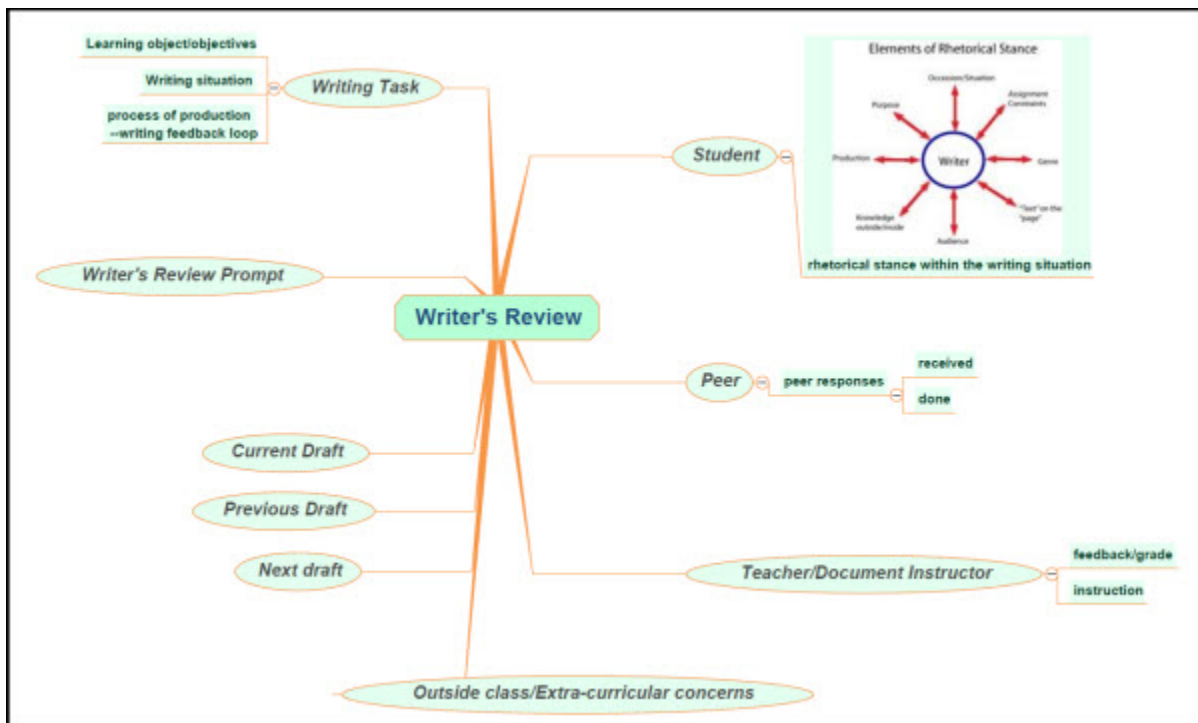 Learning object/objectives
Writing situation
process of production
--writing feedback loop
Writing Task
Writer's Review Prompt
Writer's Review
Current Draft
Previous Draft
Next draft
Outside class/Extra-curricular concerns
Student
Elements of Rhetorical Stance
Occasion/Situation
Assignment
Constraints
Purpose
Production
Writer
Genre
Knowledge
outside/inside
"Text" on the
"page"
Audience
rhetorical stance within the writing situation
Peer
peer responses
received
done
Teacher/Document Instructor
feedback/grade
instruction